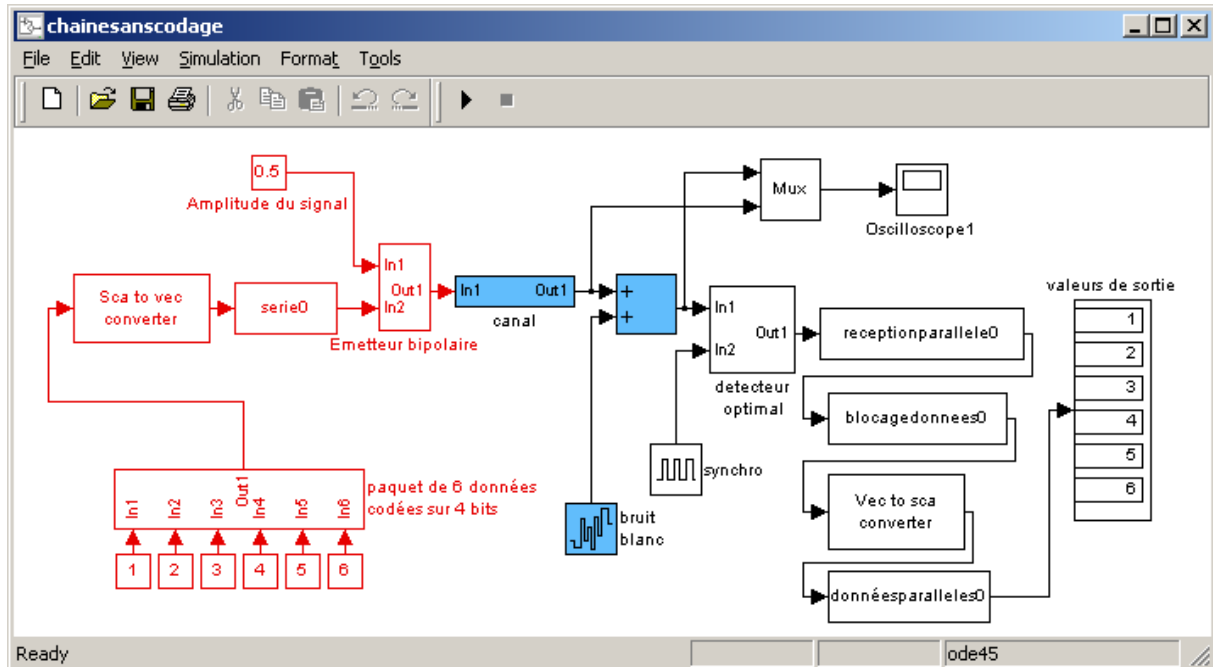 chainesanscodage
File Edit View Simulation Format Tools
0.5
Amplitude du signal
Mux
Oscilloscope1
In1
In2
Out1
Emetteur bipolaire
In1 Out1
canal
+
+
In1
In2
Out1
detecteur
optimal
Sca to vec
converter
serie0
receptionparallele0
blocagedonnees0
Vec to sca
converter
donnéesparalleles0
valeurs de sortie
1
2
3
4
5
6
synchro
bruit
blanc
paquet de 6 données
codées sur 4 bits
Out1
In1 In2 In3 In4 In5 In6
1 2 3 4 5 6
Ready
ode45